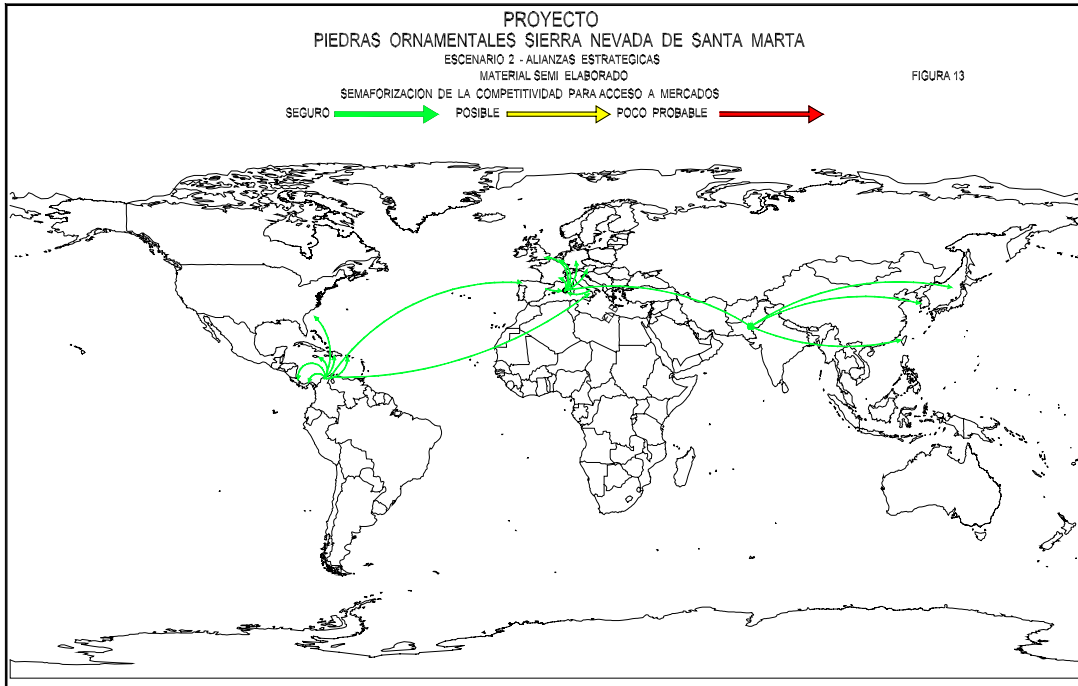 PROYECTO
PIEDRAS ORNAMENTALES SIERRA NEVADA DE SANTA MARTA
ESCENARIO 2 - ALIANZAS ESTRATEGICAS
MATERIAL SEMI ELABORADO
FIGURA 13
SEMAFORIZACION DE LA COMPETITIVIDAD PARA ACCESO A MERCADOS
SEGURO POSIBLE POCO PROBABLE